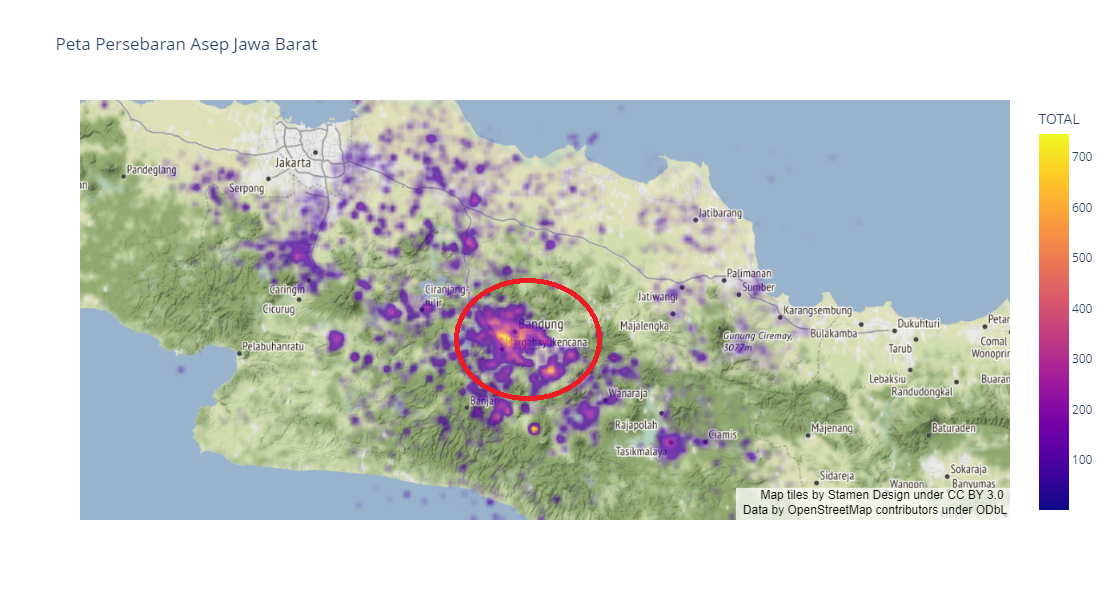 Peta Persebaran Asep Jawa Barat
TOTAL
700
600
500
400
300
200
100
Jakarta
Pandeglang
Serpong
Jatibarang
Palimanan
Sumber
Jatiwangi
Caringin
Ciranjang-
hilir
Cicurug
Karangsembung
Bandung
Majalengka
Bulakamba
Dukuhturi
Petar
Gunung Ciremay,
3077m
Margahayukencana
Comal
Wonoprin
Tarub
Pelabuhanratu
Lebaksiu
Randudongkal
Buaran
Wanaraja
Banja
Rajapolah
Ciamis
Majenang
Baturaden
Tasikmalaya
Sidareja
Sokaraja
Wangon
Banyumas
Map tiles by Stamen Design under CC BY 3.0
Data by OpenStreetMap contributors under ODbL